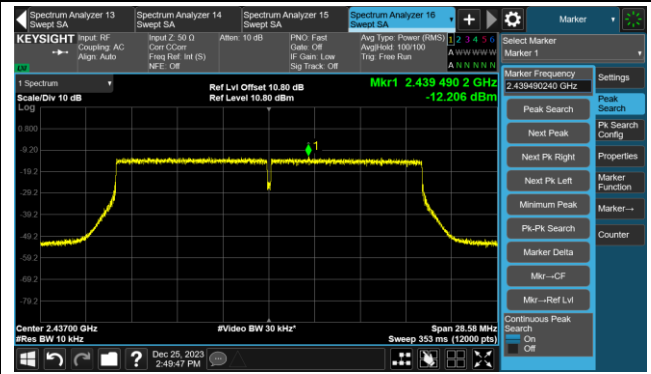 Spectrum Analyzer 13
Swept SA
Spectrum Analyzer 14
Swept SA
Spectrum Analyzer 15
Swept SA
Spectrum Analyzer 16
Swept SA
+
Marker
KEYSIGHT
Input: RF
Coupling: AC
Align: Auto
Input Z: 50 Ω
CCorr CCorr
Freq Ref: Int (S)
NFE: Off
Atten: 10 dB
PNO: Fast
Gate: Off
IF Gain: Low
Sig Track: Off
Avg Type: Power (RMS)
Avg|Hold: 100/100
Trig: Free Run
1 2 3 4 5 6
A W W W W W
A N N N N N
Select Marker
Marker 1
LXI
1 Spectrum
Scale/Div 10 dB
Log
Ref Lvl Offset 10.80 dB
Ref Level 10.80 dBm
Mkr1 2.439 490 2 GHz
-12.206 dBm
0.800
-9.20
-19.2
-29.2
-39.2
-49.2
-59.2
-69.2
-79.2
1
Center 2.43700 GHz
#Res BW 10 kHz
#Video BW 30 kHz*
Span 28.58 MHz
Sweep 353 ms (12000 pts)
Marker Frequency
2.439490240 GHz
Peak Search
Next Peak
Next Pk Right
Next Pk Left
Minimum Peak
Pk-Pk Search
Marker Delta
Mkr→CF
Mkr→Ref Lvl
Continuous Peak
Search
On
Off
Settings
Peak
Search
Pk Search
Config
Properties
Marker
Function
Marker→
Counter
?
Dec 25, 2023
2:49:47 PM